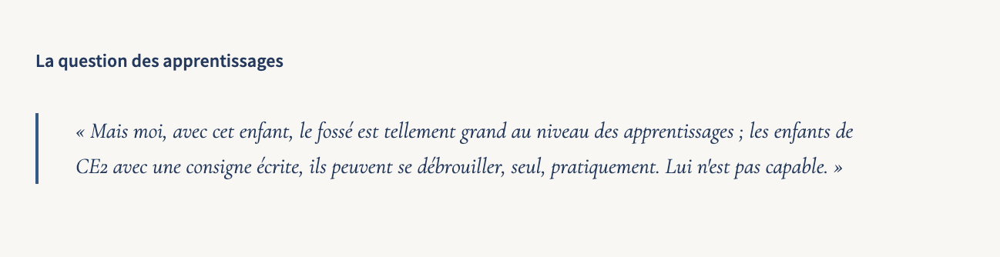 La question des apprentissages
« Mais moi, avec cet enfant, le fossé est tellement grand au niveau des apprentissages ; les enfants de
CE2 avec une consigne écrite, ils peuvent se débrouiller, seul, pratiquement. Lui n'est pas capable. »